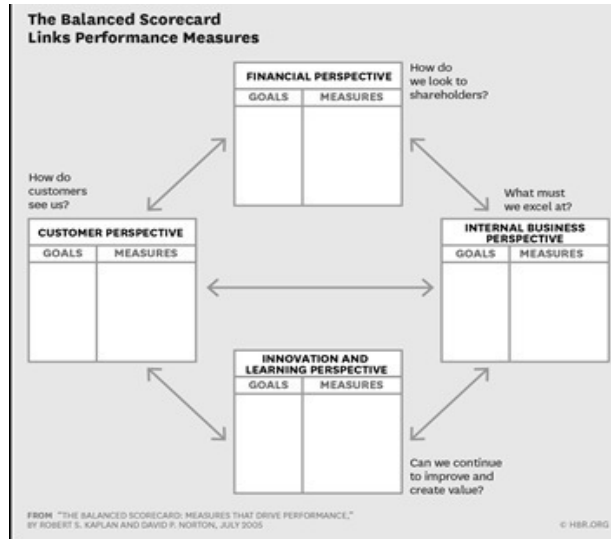 The Balanced Scorecard
Links Performance Measures
FINANCIAL PERSPECTIVE
GOALS MEASURES
How do
we look to
shareholders?
How do
customers
see us?
CUSTOMER PERSPECTIVE
GOALS MEASURES
What must
we excel at?
INTERNAL BUSINESS
PERSPECTIVE
GOALS MEASURES
INNOVATION AND
LEARNING PERSPECTIVE
GOALS MEASURES
Can we continue
to improve and
create value?
FROM "THE BALANCED SCORECARD: MEASURES THAT DRIVE PERFORMANCE,"
BY ROBERT S. KAPLAN AND DAVID P. NORTON, JULY 2005
© HBR.ORG